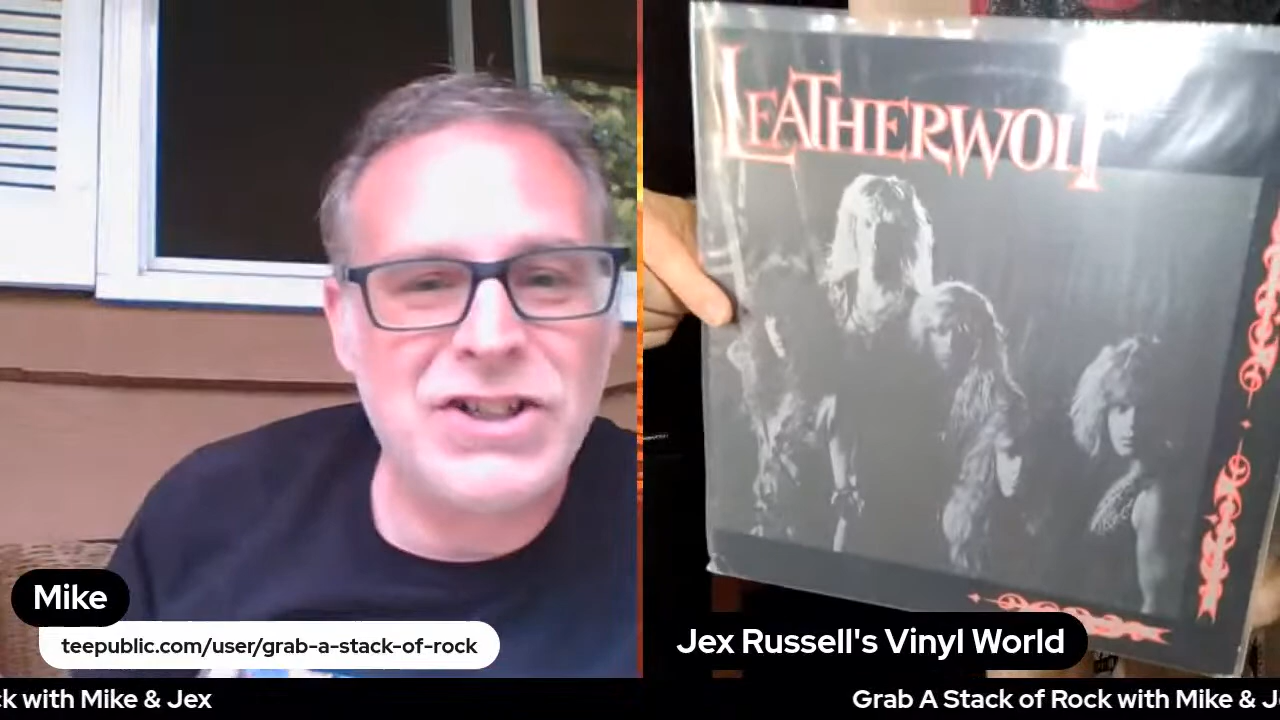 LEATHERWOLF
Mike
teepublic.com/user/grab-a-stack-of-rock
Jex Russell's Vinyl World
ck with Mike & Jex
Grab A Stack of Rock with Mike & J